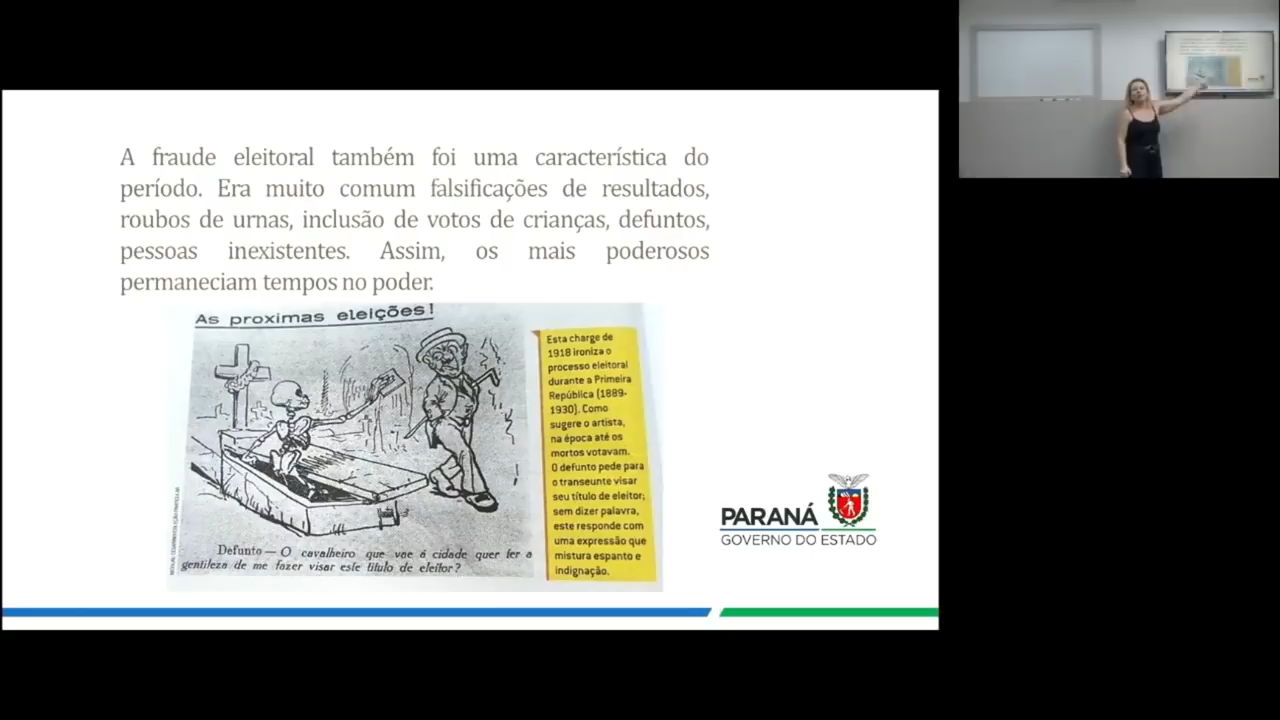 A fraude eleitoral também foi uma característica do
período. Era muito comum falsificações de resultados,
roubos de urnas, inclusão de votos de crianças, defuntos,
pessoas inexistentes. Assim, os mais poderosos
permaneciam tempos no poder.
As proximas eleições!
Defunto — O cavalheiro que vae á cidade quer ter a
gentileza de me fazer visar este titulo de eleitor?
Esta charge de
1918 ironiza o
processo eleitoral
durante a Primeira
República (1889-
1930). Como
sugere o artista,
na época até os
mortos votavam.
O defunto pede para
o transeunte visar
seu título de eleitor;
sem dizer palavra,
este responde com
uma expressão que
mistura espanto e
indignação.
PARANÁ
GOVERNO DO ESTADO